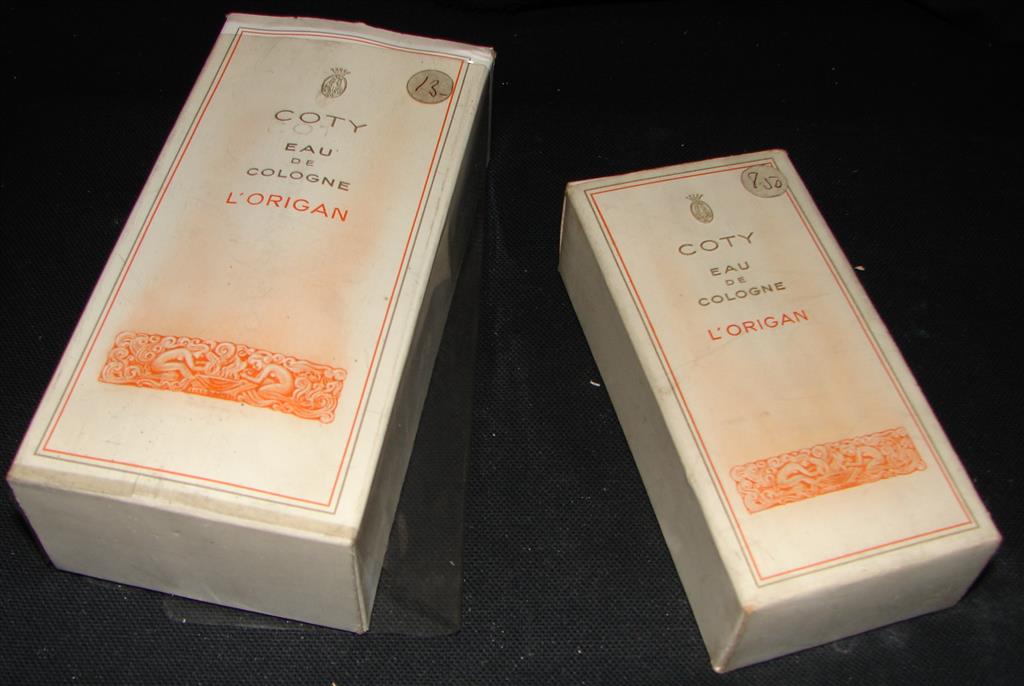 13-
COTY
EAU
DE
COLOGNE
L'ORIGAN
7.50
COTY
EAU
DE
COLOGNE
L'ORIGAN